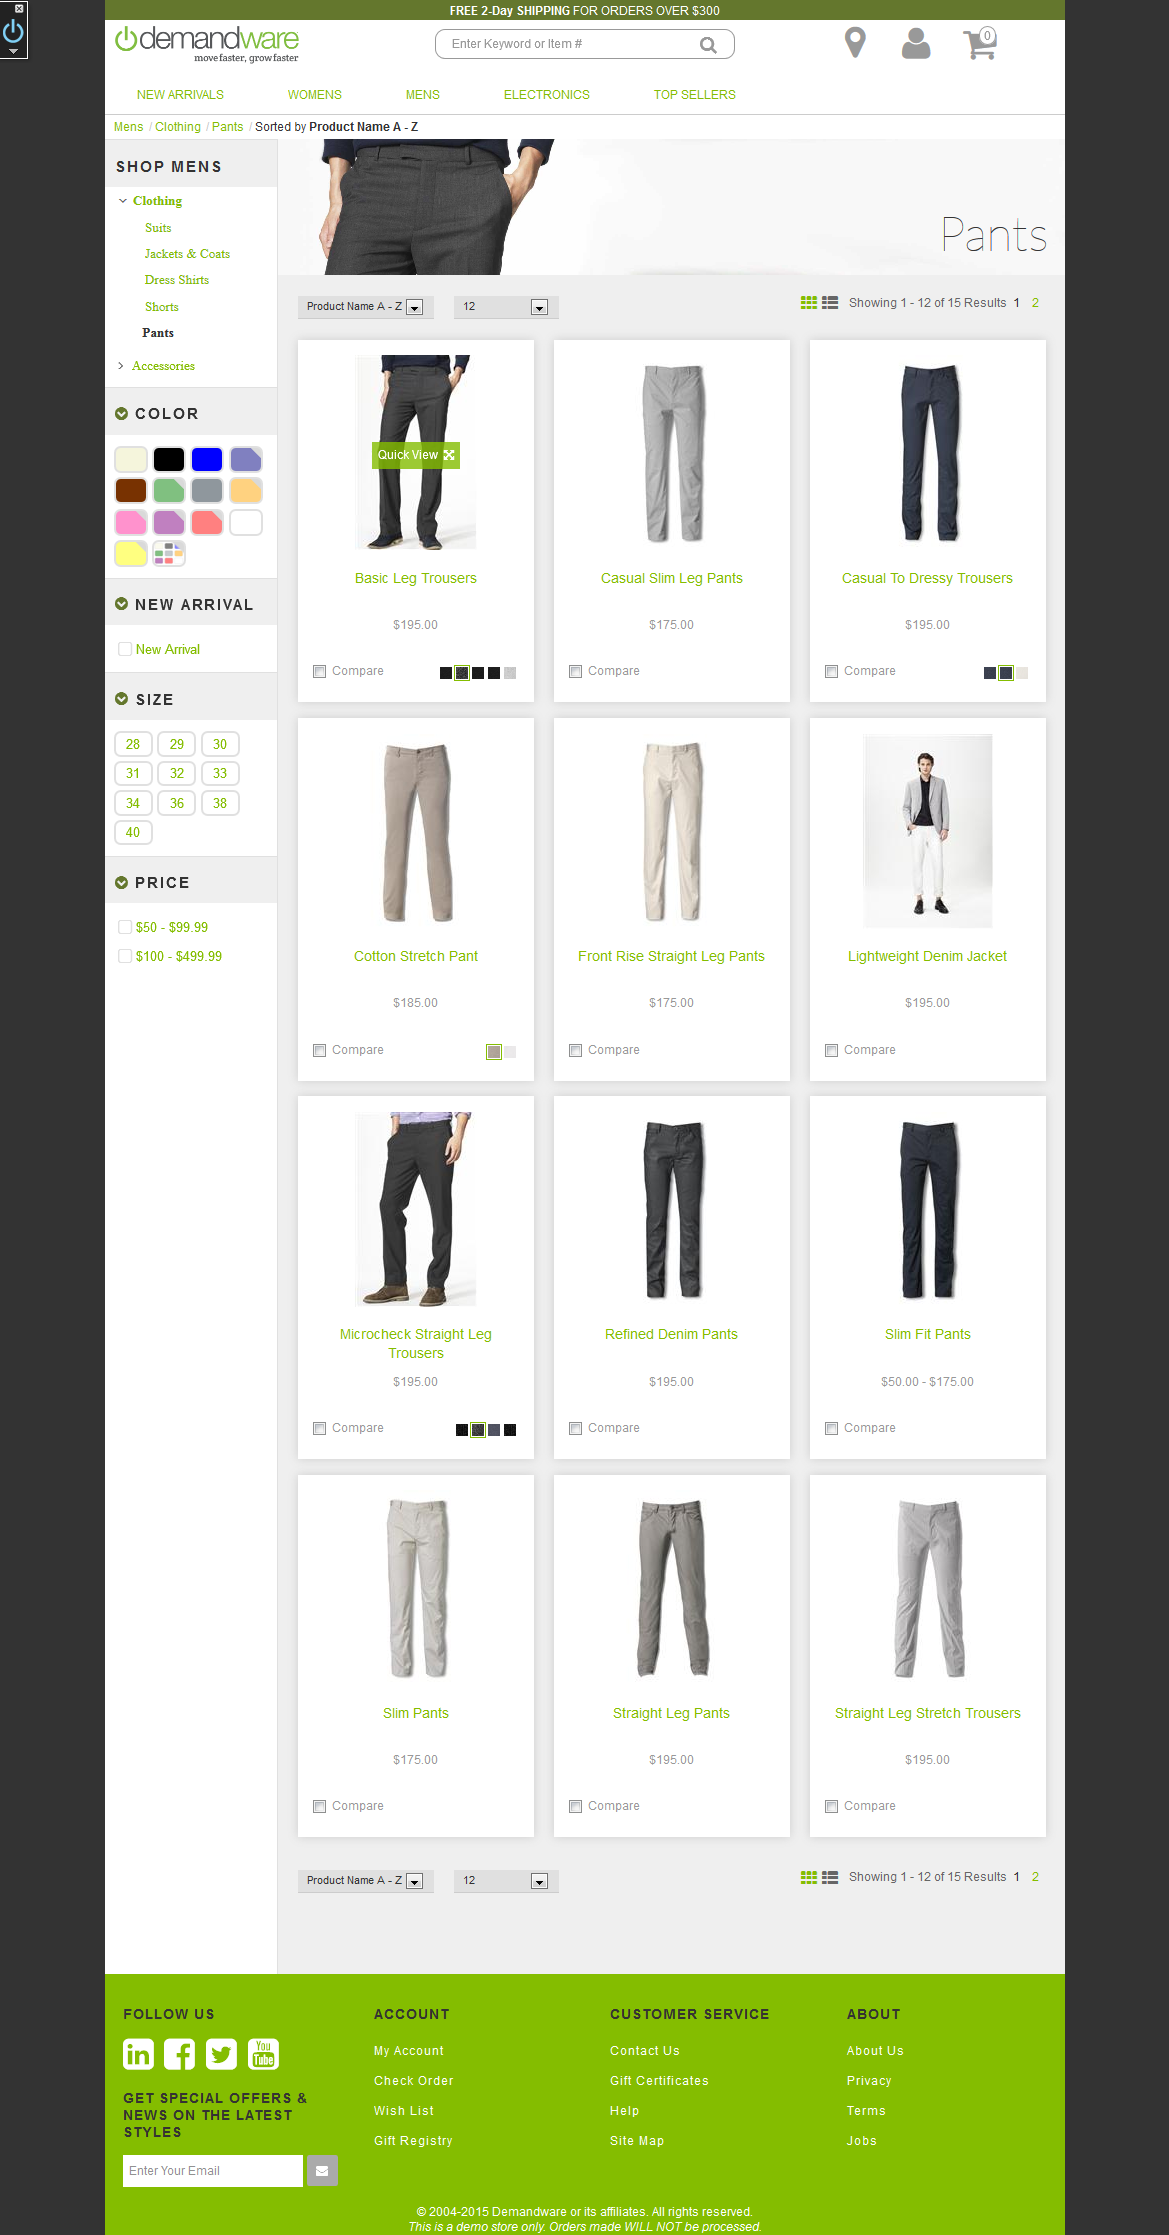 FREE 2-Day SHIPPING FOR ORDERS OVER $300
demandware
move faster, grow faster
Enter Keyword or Item #
0
NEW ARRIVALS WOMENS MENS ELECTRONICS TOP SELLERS
Mens / Clothing / Pants / Sorted by Product Name A - Z
SHOP MENS
Clothing
Suits
Jackets & Coats
Dress Shirts
Shorts
Pants
Accessories
COLOR
NEW ARRIVAL
New Arrival
SIZE
28 29 30
31 32 33
34 36 38
40
PRICE
$50 - $99.99
$100 - $499.99
Pants
Product Name A - Z 12 Showing 1 - 12 of 15 Results 1 2
Quick View
Basic Leg Trousers Casual Slim Leg Pants Casual To Dressy Trousers
$195.00 $175.00 $195.00
Compare Compare Compare
Cotton Stretch Pant Front Rise Straight Leg Pants Lightweight Denim Jacket
$185.00 $175.00 $195.00
Compare Compare Compare
Microcheck Straight Leg Trousers Refined Denim Pants Slim Fit Pants
$195.00 $195.00 $50.00 - $175.00
Compare Compare Compare
Slim Pants Straight Leg Pants Straight Leg Stretch Trousers
$175.00 $195.00 $195.00
Compare Compare Compare
Product Name A - Z 12 Showing 1 - 12 of 15 Results 1 2
FOLLOW US
in
You Tube
GET SPECIAL OFFERS &
NEWS ON THE LATEST
STYLES
Enter Your Email
ACCOUNT
My Account
Check Order
Wish List
Gift Registry
CUSTOMER SERVICE
Contact Us
Gift Certificates
Help
Site Map
ABOUT
About Us
Privacy
Terms
Jobs
© 2004-2015 Demandware or its affiliates. All rights reserved.
This is a demo store only. Orders made WILL NOT be processed.